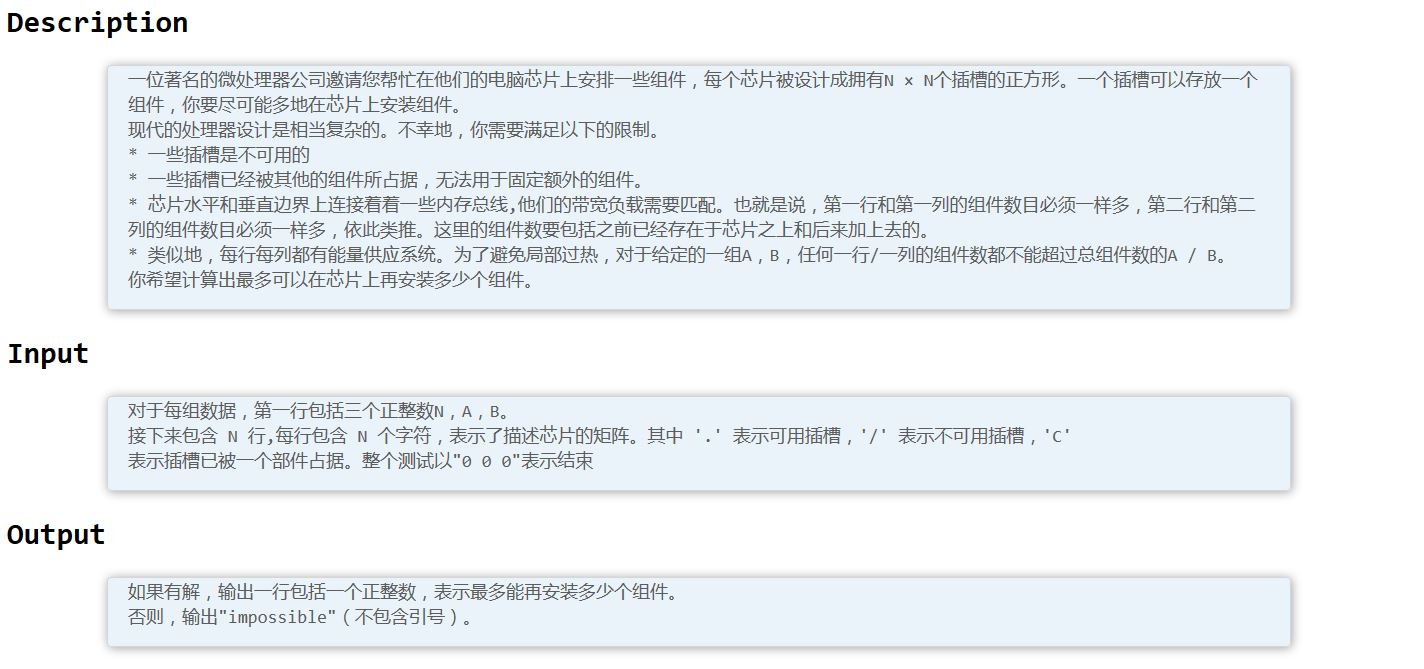 Description
一位著名的微处理器公司邀请您帮忙在他们的电脑芯片上安排一些组件，每个芯片被设计成拥有N × N个插槽的正方形。一个插槽可以存放一个
组件，你要尽可能多地在芯片上安装组件。
现代的处理器设计是相当复杂的。不幸地，你需要满足以下的限制。
* 一些插槽是不可用的
* 一些插槽已经被其他的组件所占据，无法用于固定额外的组件。
* 芯片水平和垂直边界上连接着着一些内存总线,他们的带宽负载需要匹配。也就是说，第一行和第一列的组件数目必须一样多，第二行和第二
列的组件数目必须一样多，依此类推。这里的组件数要包括之前已经存在于芯片之上和后来加上去的。
* 类似地，每行每列都有能量供应系统。为了避免局部过热，对于给定的一组A，B，任何一行/一列的组件数都不能超过总组件数的A / B。
你希望计算出最多可以在芯片上再安装多少个组件。
Input
对于每组数据，第一行包括三个正整数N，A，B。
接下来包含 N 行,每行包含 N 个字符，表示了描述芯片的矩阵。其中 '.' 表示可用插槽，'/' 表示不可用插槽，'C'
表示插槽已被一个部件占据。整个测试以"0 0 0"表示结束
Output
如果有解，输出一行包括一个正整数，表示最多能再安装多少个组件。
否则，输出"impossible"（不包含引号）。